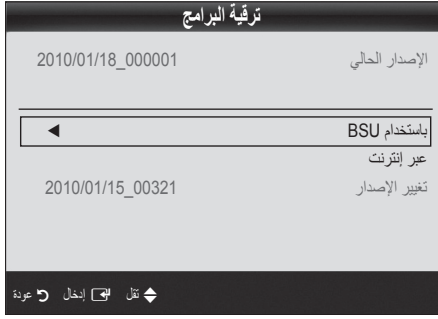 ترقية البرامج
الإصدار الحالي 2010/01/18_000001
باستخدام BSU
عبر إنترنت
تغيير الإصدار 2010/01/15_00321
نقل إدخال عودة